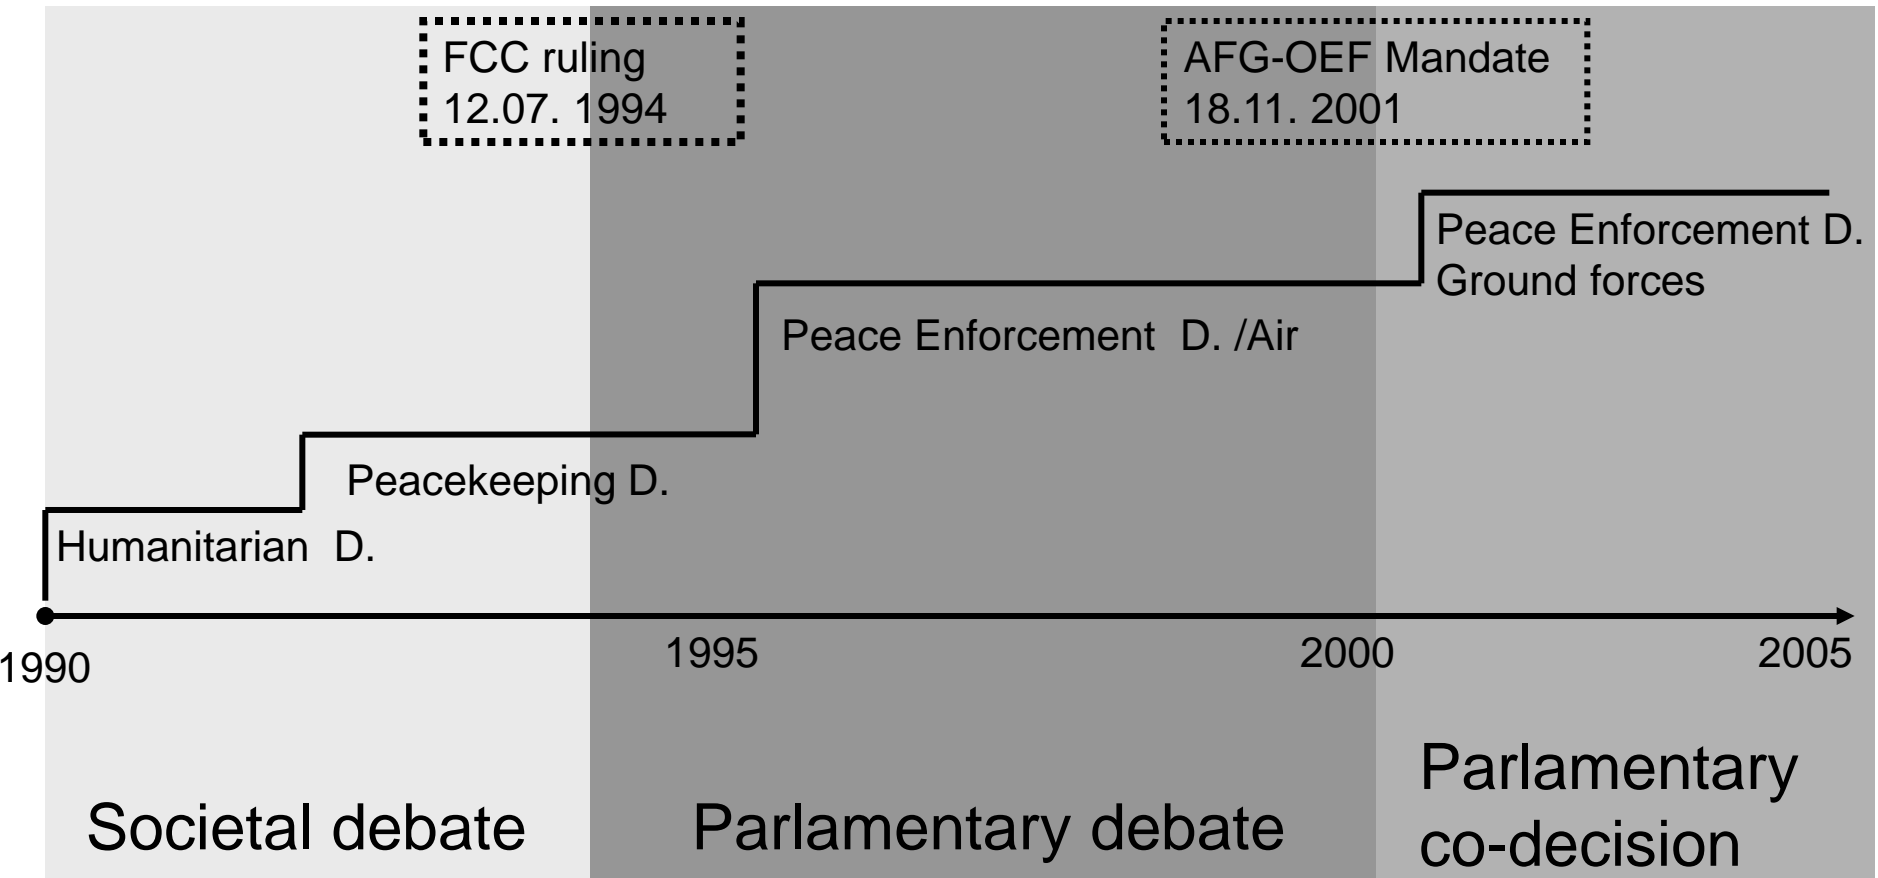 FCC ruling
12.07. 1994
AFG-OEF Mandate
18.11. 2001
Peace Enforcement D.
Ground forces
Peace Enforcement D. /Air
Peacekeeping D.
Humanitarian D.
1990
1995
2000
2005
Societal debate
Parlamentary debate
Parlamentary
co-decision